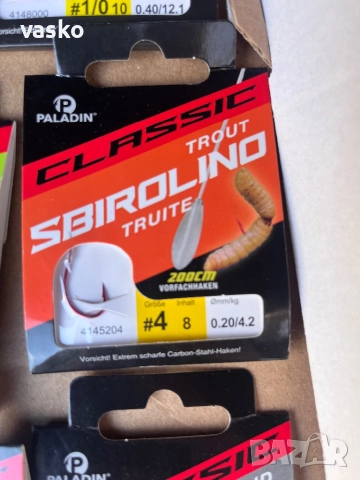 vasko
4148000
#1/0 10 0.40/12.1
PALADIN
CLASSIC
TROUT
SBIROLINO
TRUITE
200CM
VORFACHHAKEN
Größe Inhalt Ømm/kg
#4 8 0.20/4.2
4145204
Vorsicht! Extrem scharfe Carbon-Stahl-Haken!
PALADIN
BAZAR